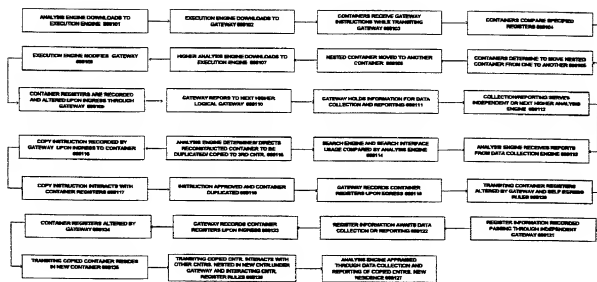 ANALYSIS ENGINE DOWNLOADS TO
EXECUTION ENGINE
EXECUTION ENGINE DOWNLOADS TO
GATEWAY
CONTAINERS RECEIVE GATEWAY
INSTRUCTIONS WHILE TRANSITING
GATEWAY
CONTAINERS COMPARE SPECIFIED
REGISTERS
EXECUTION ENGINE MODIFIES GATEWAY
HIGHER ANALYSIS ENGINE DOWNLOADS TO
EXECUTION ENGINE
NESTED CONTAINER MOVED TO ANOTHER
CONTAINER
CONTAINERS DETERMINE TO MOVE NESTED
CONTAINER FROM ONE TO ANOTHER
CONTAINER REGISTERS ARE RECORDED
AND ALTERED UPON INGRESS THROUGH
GATEWAY
GATEWAY REPORTS TO NEXT HIGHER
LOGICAL GATEWAY
GATEWAY HOLDS INFORMATION FOR DATA
COLLECTION AND REPORTING
COLLECTION/REPORTING SERVES
INDEPENDENT OR NEXT HIGHER ANALYSIS
ENGINE
COPY INSTRUCTION RECORDED BY
GATEWAY UPON INGRESS TO CONTAINER
ANALYSIS ENGINE DIRECTS
RECONSTRUCTED CONTAINER TO BE
DUPLICATED/ COPIED TO 3RD CNTR.
SEARCH ENGINE AND SEARCH INTERFACE
USAGE COMPARED BY ANALYSIS ENGINE
ANALYSIS ENGINE RECEIVES REPORTS
FROM DATA COLLECTION ENGINE
COPY INSTRUCTION INTERACTS WITH
CONTAINER REGISTERS
INSTRUCTION APPROVED AND CONTAINER
DUPLICATED
GATEWAY RECORDS CONTAINER
REGISTERS UPON EGRESS
TRANSITING CONTAINER REGISTERS
ALTERED BY GATEWAY AND SELF EGRESS
RULES
CONTAINER REGISTERS ALTERED BY
GATEWAY
GATEWAY RECORDS CONTAINER
REGISTERS UPON INGRESS
REGISTER INFORMATION AWAITS DATA
COLLECTION OR REPORTING
REGISTER INFORMATION RECORDED
PASSING THROUGH INDEPENDENT
GATEWAY
TRANSITED COPIED CONTAINER RESIDES
IN NEW CONTAINER
TRANSITED COPIED CNTR. INTERACTS WITH
OTHER CNTRS. NESTED IN NEW CNTR. UNDER
GATEWAY AND INTERACTING CNTR.
REGISTER RULES
ANALYSIS ENGINE APPRAISED
THROUGH DATA COLLECTION AND
REPORTING OF COPIED CNTRS. NEW
RESIDENCE